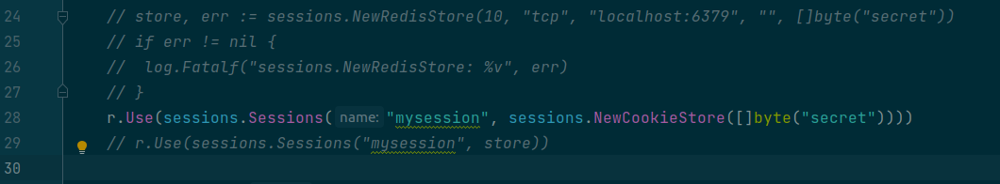 24 // store, err := sessions.NewRedisStore(10, "tcp", "localhost:6379", "", []byte("secret"))
25 // if err != nil {
26 //  log.Fatalf("sessions.NewRedisStore: %v", err)
27 // }
28 r.Use(sessions.Sessions( name: "mysession", sessions.NewCookieStore([]byte("secret"))))
29 // r.Use(sessions.Sessions("mysession", store))
30